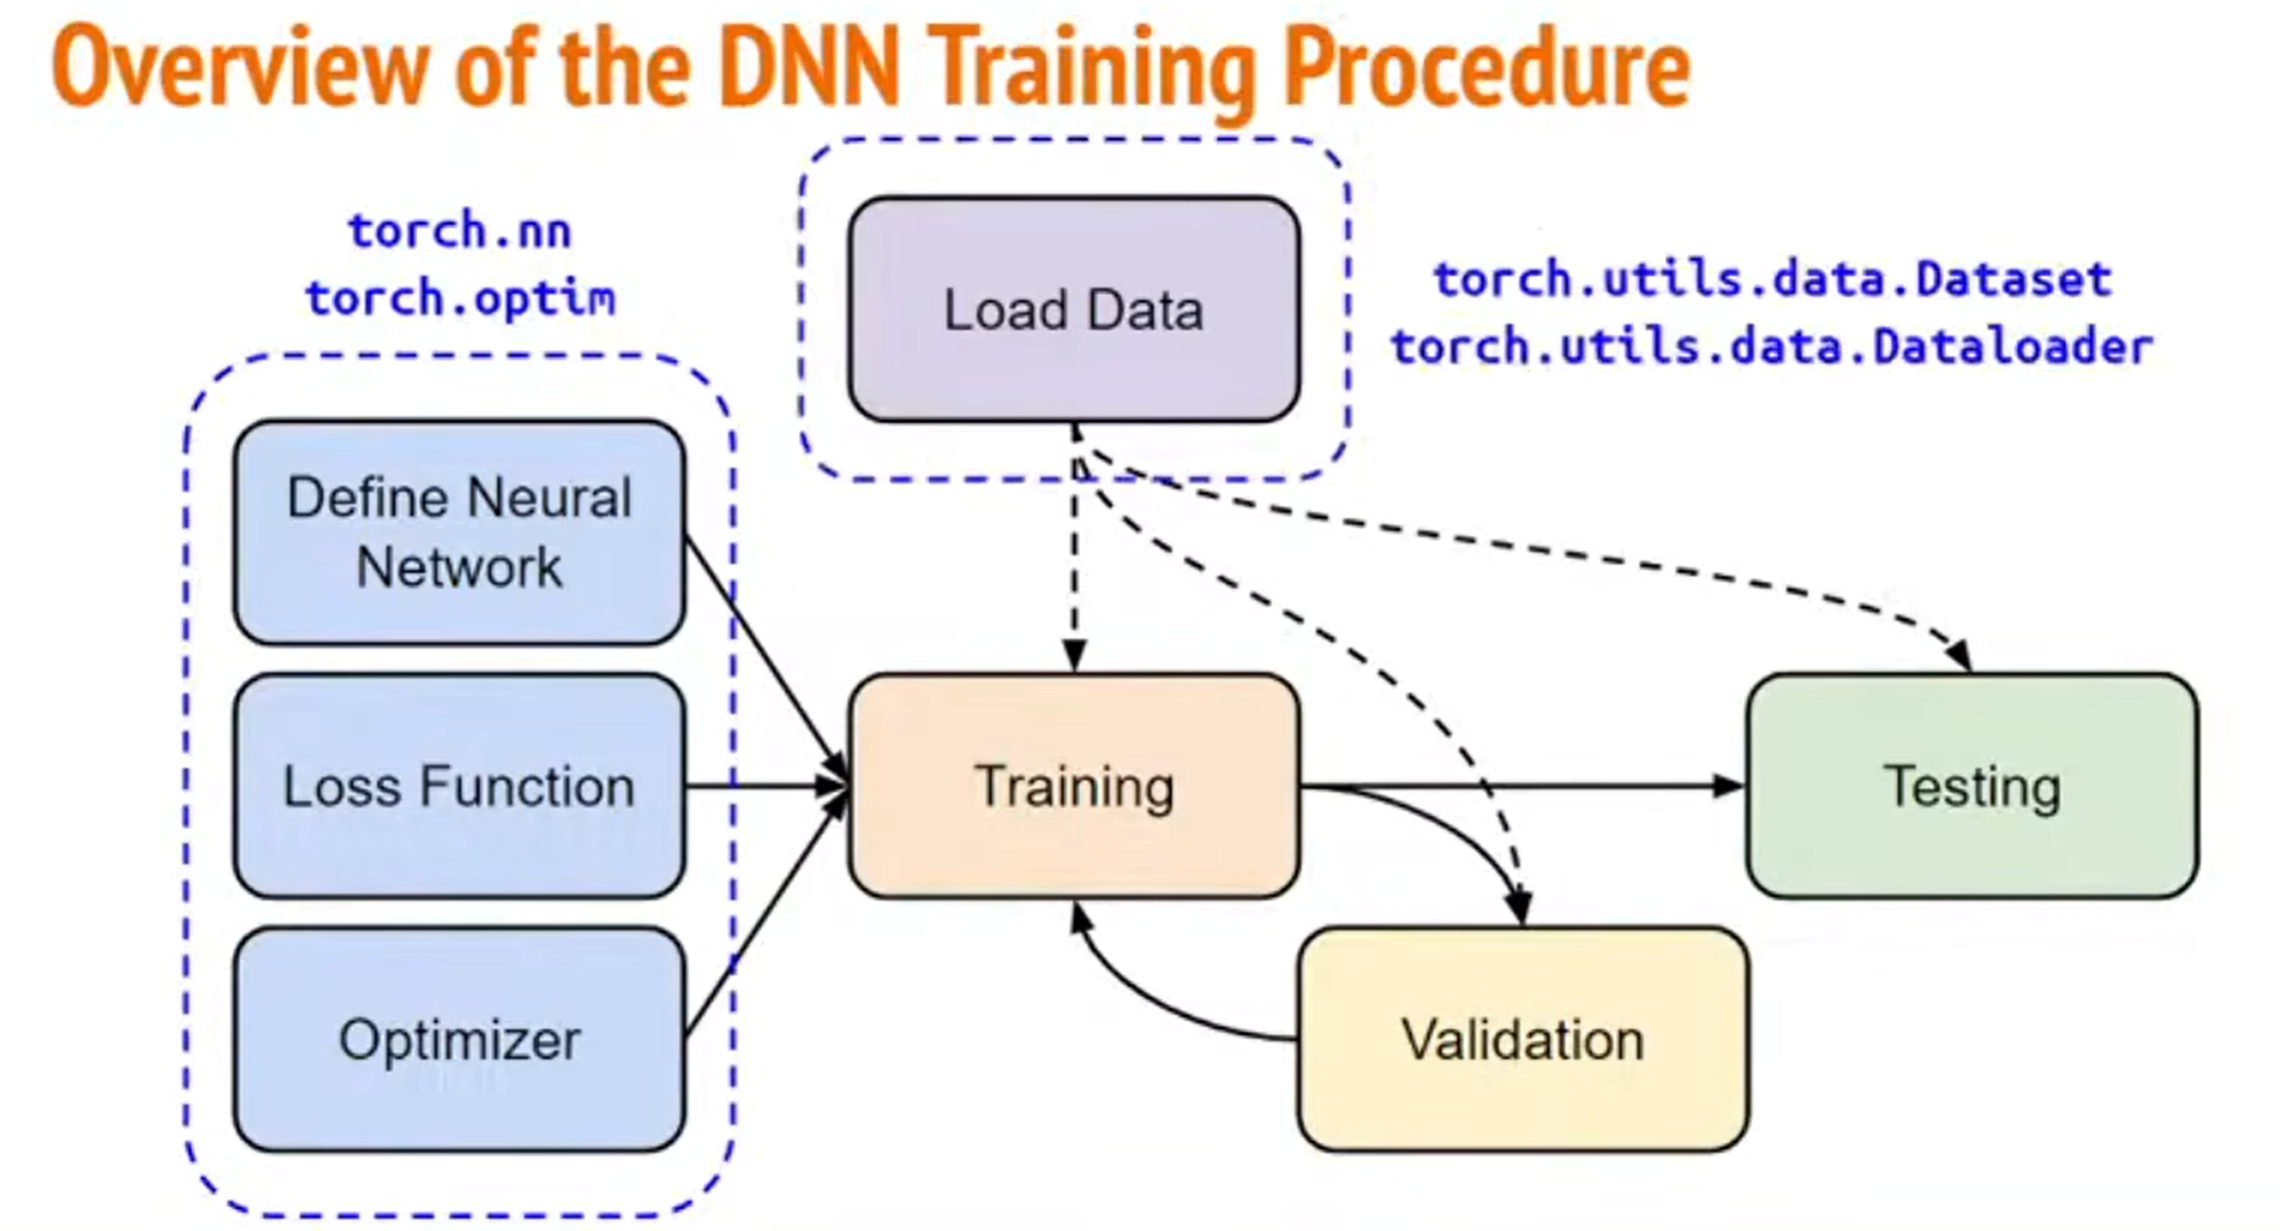 Overview of the DNN Training Procedure
torch.nn
torch.optim
Load Data
torch.utils.data.Dataset
torch.utils.data.Dataloader
Define Neural
Network
Loss Function
Optimizer
Training
Testing
Validation